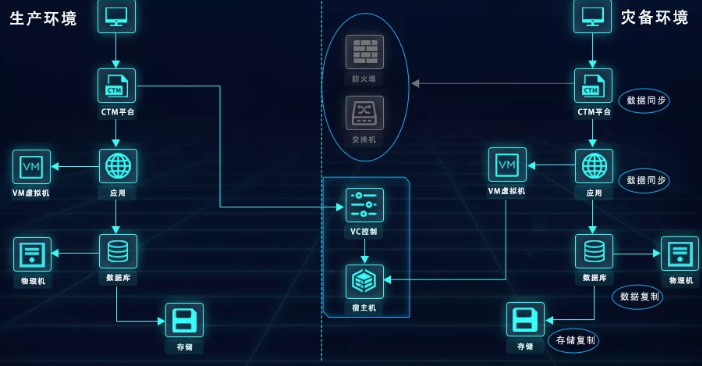 生产环境
灾备环境
防火墙
CTM
CTM平台
交换机
CTM
CTM平台
数据同步
VM
VM虚拟机
应用
VM
VM虚拟机
应用
数据同步
VC控制
物理机
数据库
宿主机
数据库
物理机
数据复制
存储
存储
存储复制